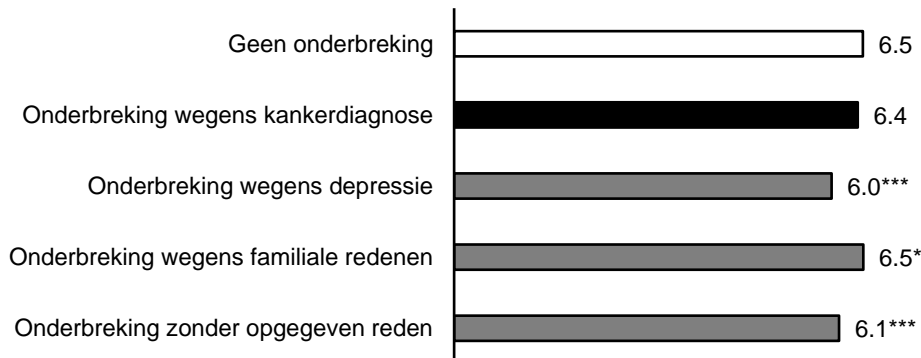 Geen onderbreking 6.5
Onderbreking wegens kankerdiagnose 6.4
Onderbreking wegens depressie 6.0***
Onderbreking wegens familiale redenen 6.5*
Onderbreking zonder opgegeven reden 6.1***